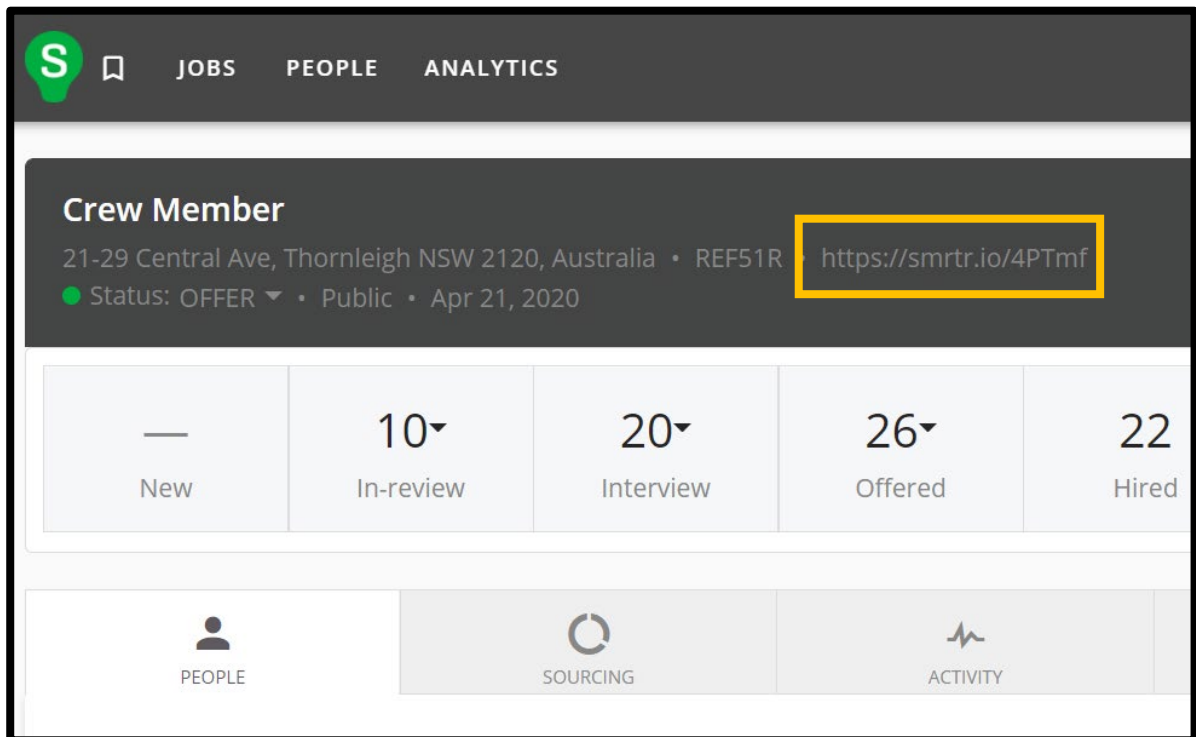 S JOBS PEOPLE ANALYTICS
Crew Member
21-29 Central Ave, Thornleigh NSW 2120, Australia • REF51R • https://smrtr.io/4PTmf
Status: OFFER • Public • Apr 21, 2020
— 10 20 26 22
New In-review Interview Offered Hired
PEOPLE SOURCING ACTIVITY